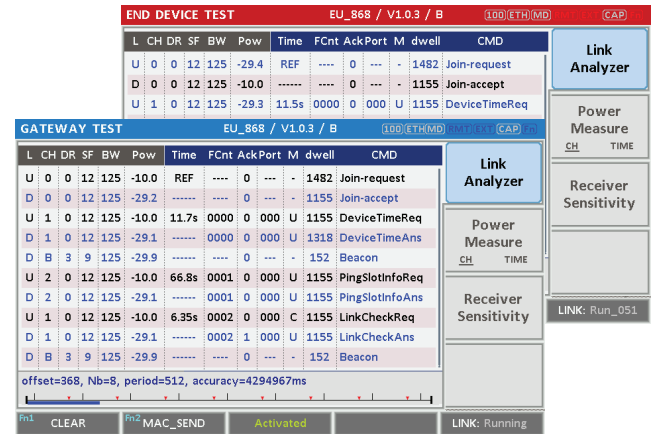 END DEVICE TEST EU_868 / V1.0.3 / B 100 ETH MD RMT EXT CAP
L CH DR SF BW Pow Time FCnt Ack Port M dwell CMD
U 0 0 12 125 -29.4 REF ---- 0 --- - 1482 Join-request
D 0 0 12 125 -10.0 ------ ---- 0 --- - 1155 Join-accept
U 1 0 12 125 -29.3 11.5s 0000 0 000 U 1155 DeviceTimeReq
Link
Analyzer
Power
Measure
CH TIME
Receiver
Sensitivity
LINK: Run_051
GATEWAY TEST EU_868 / V1.0.3 / B 100 ETH MD RMT EXT CAP Fn
L CH DR SF BW Pow Time FCnt Ack Port M dwell CMD
U 0 0 12 125 -10.0 REF ---- 0 --- - 1482 Join-request
D 0 0 12 125 -29.2 ------ ---- 0 --- - 1155 Join-accept
U 1 0 12 125 -10.0 11.7s 0000 0 000 U 1155 DeviceTimeReq
D 1 0 12 125 -29.1 ------ 0000 0 000 U 1318 DeviceTimeAns
D B 3 9 125 -29.9 ------ ---- 0 --- - 152 Beacon
U 2 0 12 125 -10.0 66.8s 0001 0 000 U 1155 PingSlotInfoReq
D 2 0 12 125 -29.1 ------ 0001 0 000 U 1155 PingSlotInfoAns
U 1 0 12 125 -10.0 6.35s 0002 0 000 C 1155 LinkCheckReq
D 1 0 12 125 -29.1 ------ 0002 1 000 U 1155 LinkCheckAns
D B 3 9 125 -29.9 ------ ---- 0 --- - 152 Beacon
offset=368, Nb=8, period=512, accuracy=4294967ms
Link
Analyzer
Power
Measure
CH TIME
Receiver
Sensitivity
Fn1 CLEAR Fn2 MAC_SEND Activated LINK: Running